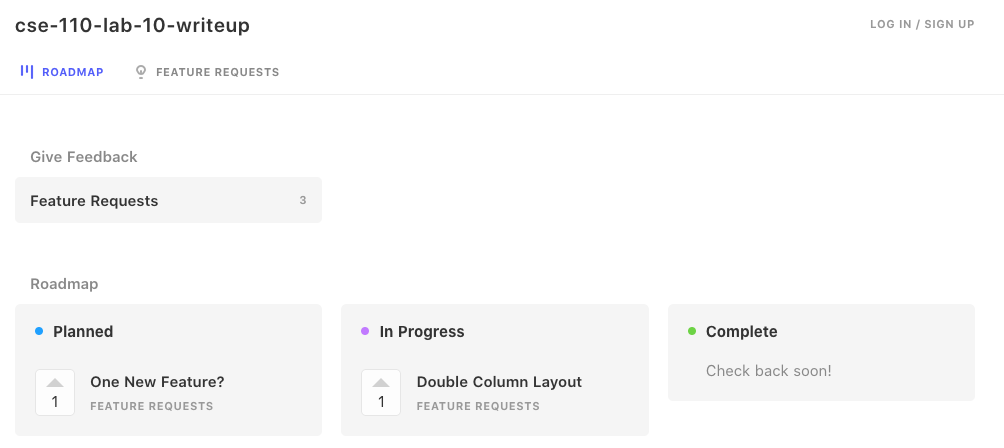 cse-110-lab-10-writeup
LOG IN / SIGN UP
ROADMAP
FEATURE REQUESTS
Give Feedback
Feature Requests 3
Roadmap
Planned
1
One New Feature?
FEATURE REQUESTS
In Progress
1
Double Column Layout
FEATURE REQUESTS
Complete
Check back soon!